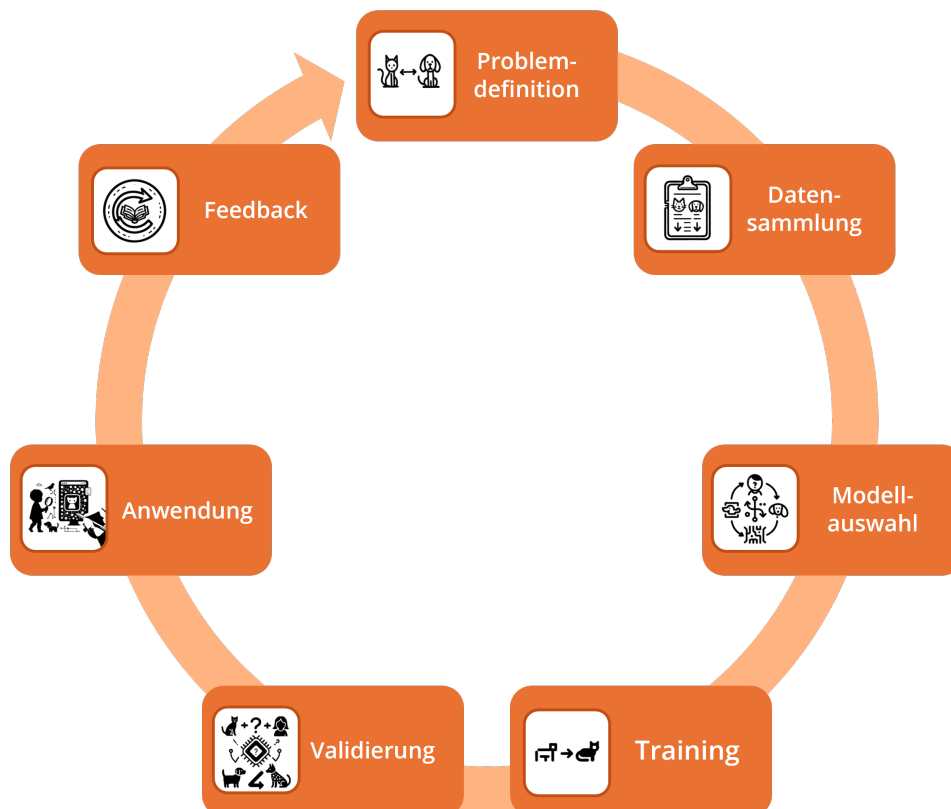 Problem-
definition
Daten-
sammlung
Modell-
auswahl
Training
Validierung
Anwendung
Feedback